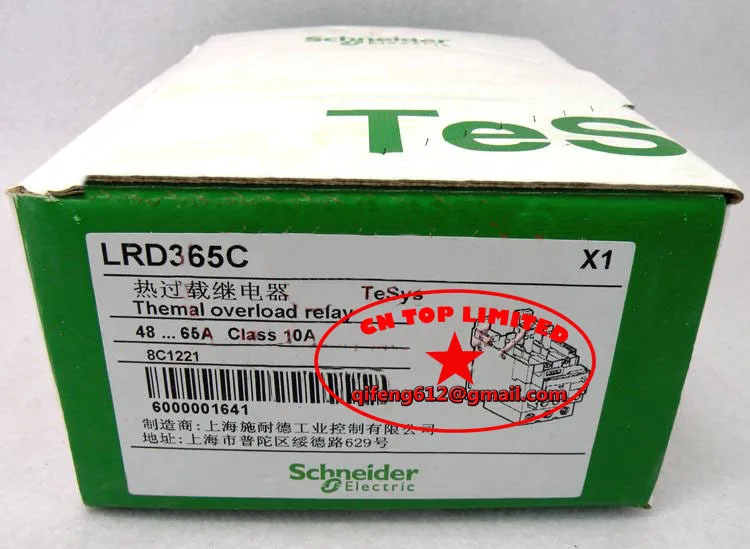 Schneider
Electric
TeS
LRD365C
X1
热过载继电器
TeSys
Themal overload relay
48 ... 65A Class 10A
8C1221
6000001641
制造商:上海施耐德工业控制有限公司
地址:上海市普陀区绥德路629号
CN TOP LIMITED
qifeng612@gmail.com
Schneider
Electric